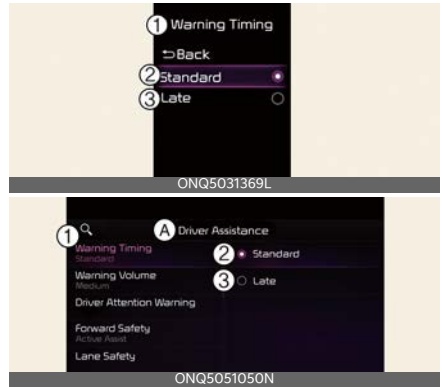 ① Warning Timing
⮌Back
② Standard
③ Late
ONQ5031369L
① Ⓐ Driver Assistance
Warning Timing
Standard
② Standard
Warning Volume
Medium
③ Late
Driver Attention Warning
Forward Safety
Active Assist
Lane Safety
ONQ5051050N